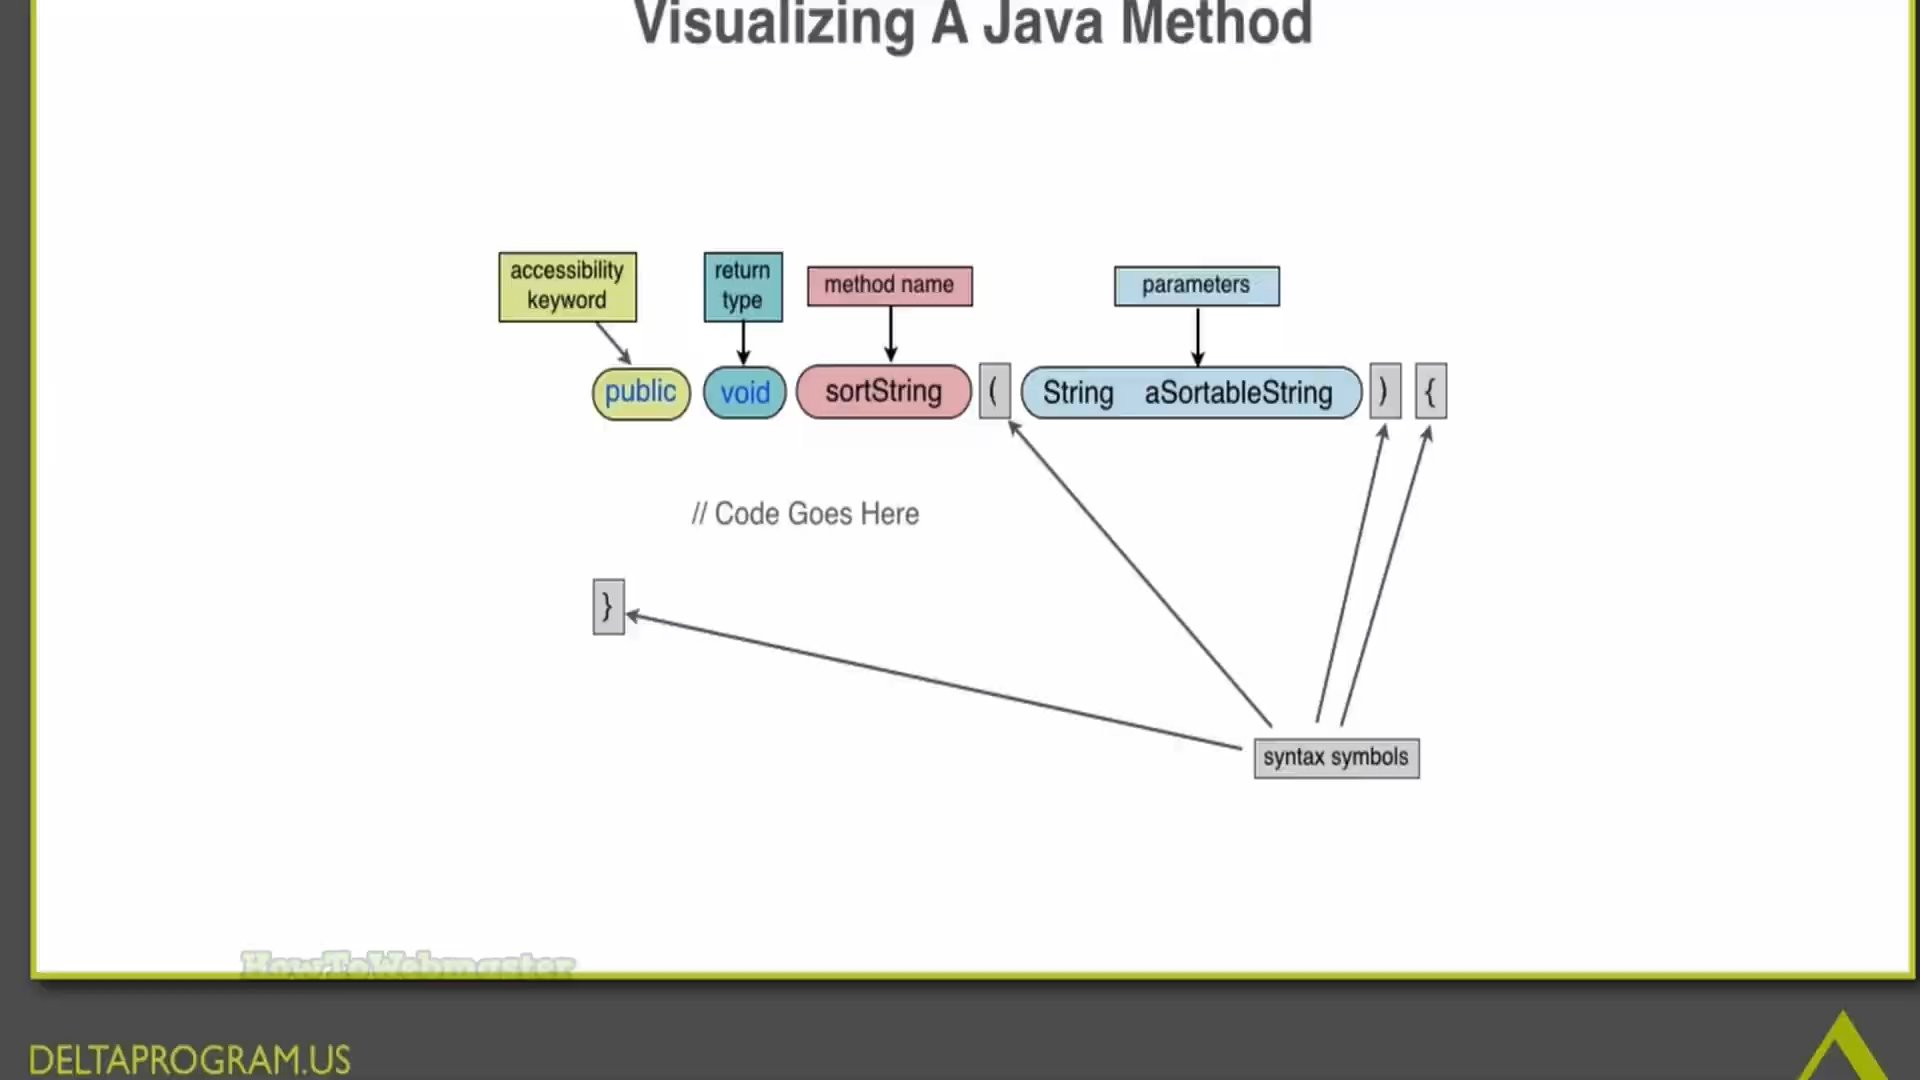 Visualizing A Java Method
accessibility
keyword
return
type
method name
parameters
public void sortString ( String aSortableString ) {
// Code Goes Here
}
syntax symbols
HowToWebmaster
DELTAPROGRAM.US